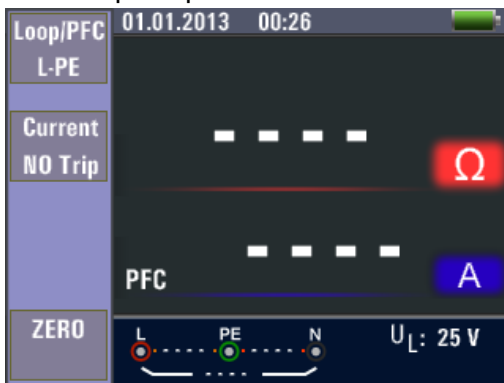 Loop/PFC
L-PE
01.01.2013 00:26
Current
NO Trip
- - - -
Ω
- - - -
PFC
A
ZERO
L PE N
UL: 25 V